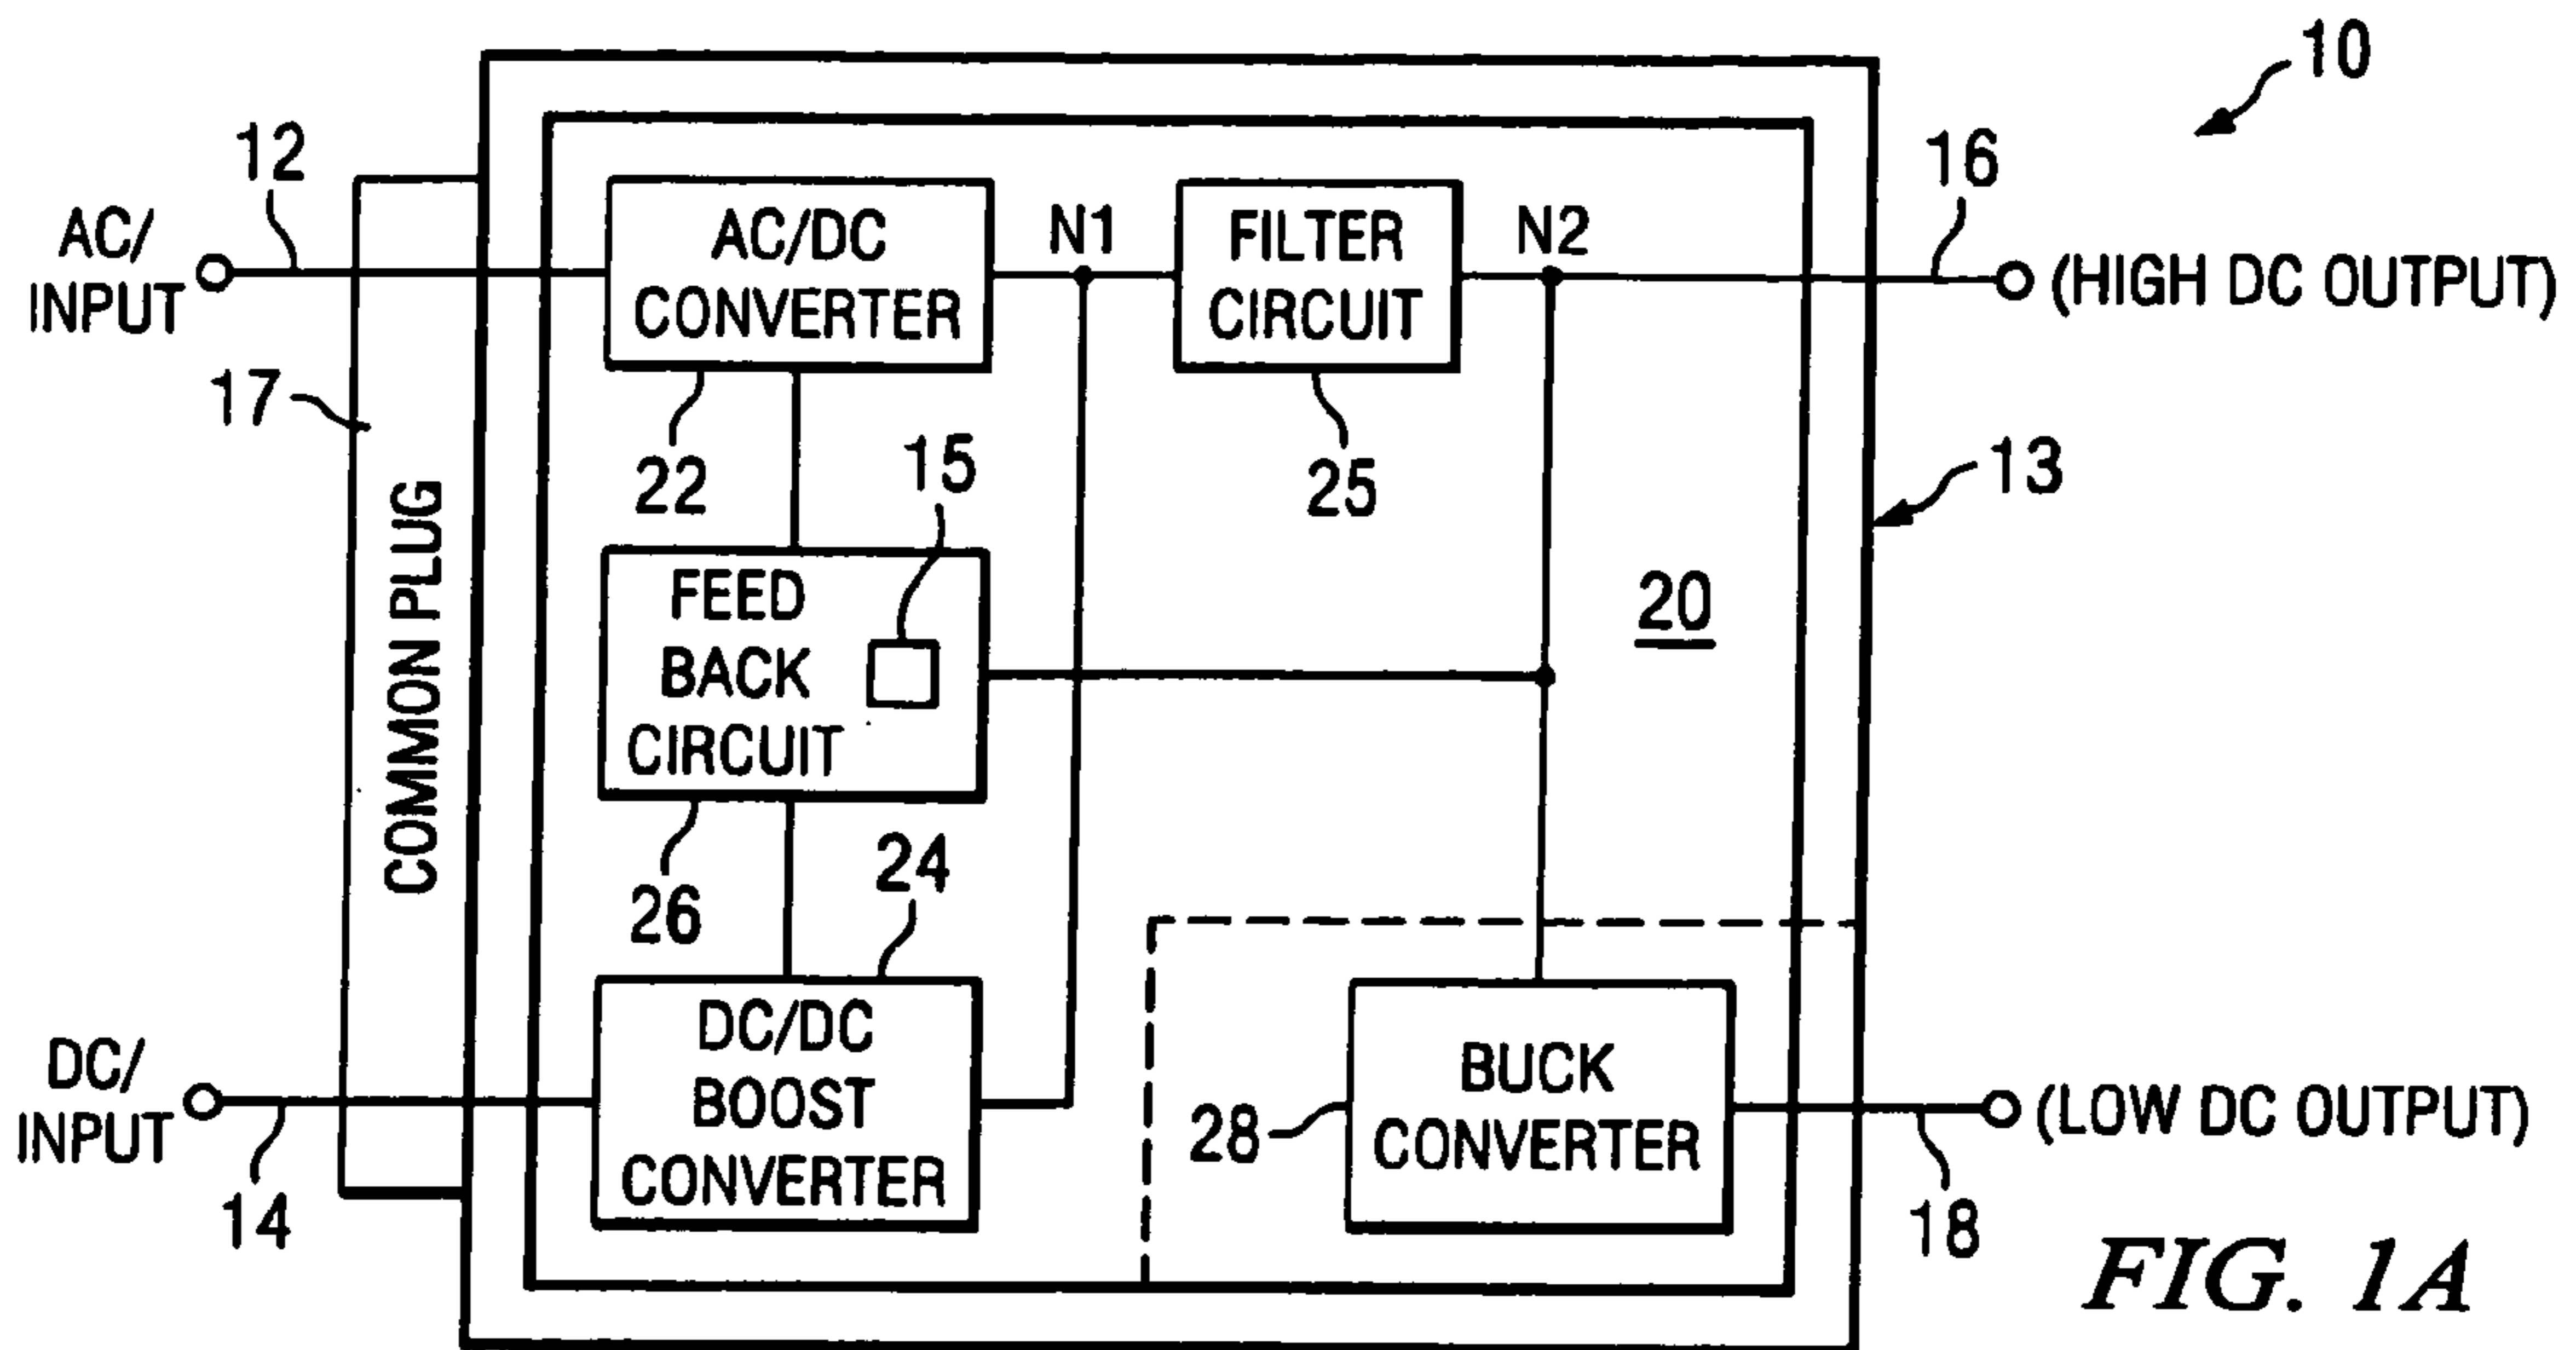 10
12
16
AC/
INPUT
AC/DC
CONVERTER
N1
FILTER
CIRCUIT
N2
(HIGH DC OUTPUT)
17
22
15
25
13
COMMON PLUG
FEED
BACK
CIRCUIT
20
26
24
DC/
INPUT
DC/DC
BOOST
CONVERTER
28
BUCK
CONVERTER
(LOW DC OUTPUT)
14
18
FIG. 1A